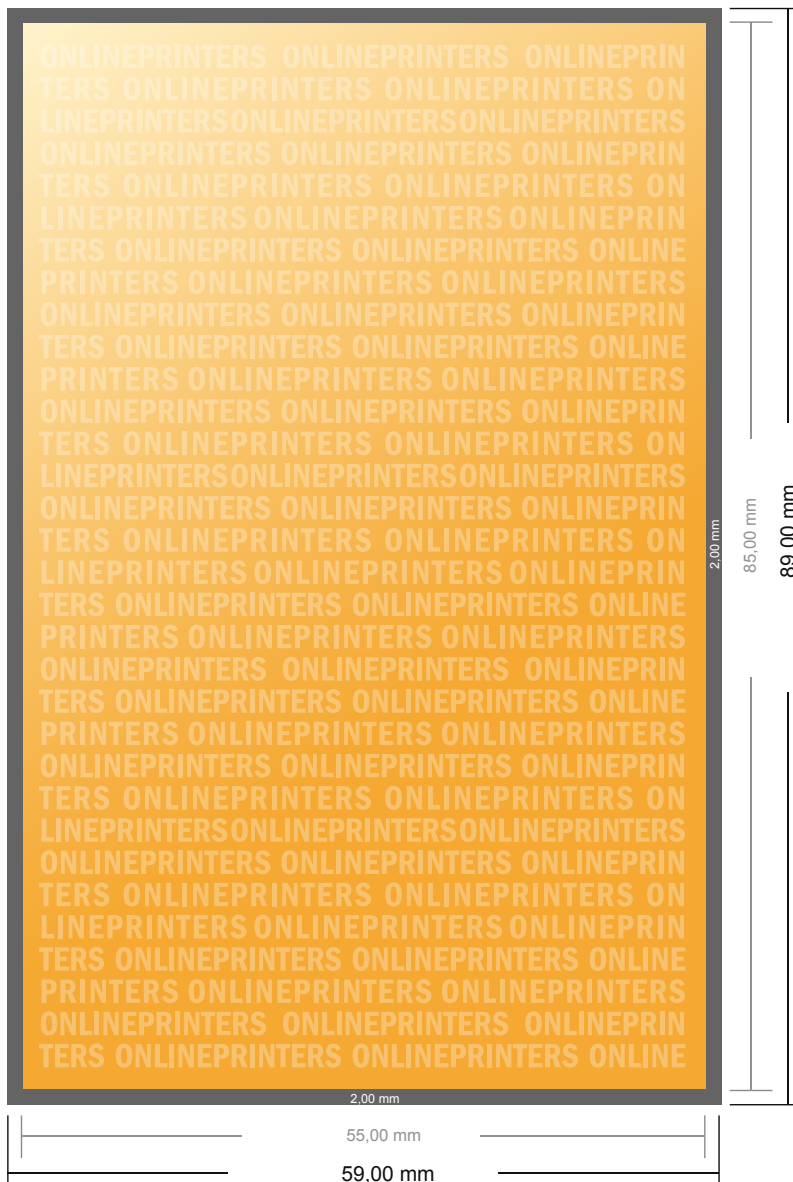 ONLINEPRINTERS ONLINEPRINTERS ONLINEPRIN
TERS ONLINEPRINTERS ONLINEPRINTERS ON
LINEPRINTERSONLINEPRINTERSONLINEPRINTERS
ONLINEPRINTERS ONLINEPRINTERS ONLINEPRIN
TERS ONLINEPRINTERS ONLINEPRINTERS ON
LINEPRINTERS ONLINEPRINTERS ONLINEPRIN
TERS ONLINEPRINTERS ONLINEPRINTERS ONLINE
PRINTERS ONLINEPRINTERS ONLINEPRINTERS
ONLINEPRINTERS ONLINEPRINTERS ONLINEPRIN
TERS ONLINEPRINTERS ONLINEPRINTERS ONLINE
PRINTERS ONLINEPRINTERS ONLINEPRINTERS
ONLINEPRINTERS ONLINEPRINTERS ONLINEPRIN
TERS ONLINEPRINTERS ONLINEPRINTERS ON
LINEPRINTERSONLINEPRINTERSONLINEPRINTERS
ONLINEPRINTERS ONLINEPRINTERS ONLINEPRIN
TERS ONLINEPRINTERS ONLINEPRINTERS ON
LINEPRINTERS ONLINEPRINTERS ONLINEPRIN
TERS ONLINEPRINTERS ONLINEPRINTERS ONLINE
PRINTERS ONLINEPRINTERS ONLINEPRINTERS
ONLINEPRINTERS ONLINEPRINTERS ONLINEPRIN
TERS ONLINEPRINTERS ONLINEPRINTERS ONLINE
PRINTERS ONLINEPRINTERS ONLINEPRINTERS
ONLINEPRINTERS ONLINEPRINTERS ONLINEPRIN
TERS ONLINEPRINTERS ONLINEPRINTERS ON
LINEPRINTERSONLINEPRINTERSONLINEPRINTERS
ONLINEPRINTERS ONLINEPRINTERS ONLINEPRIN
TERS ONLINEPRINTERS ONLINEPRINTERS ON
LINEPRINTERS ONLINEPRINTERS ONLINEPRIN
TERS ONLINEPRINTERS ONLINEPRINTERS ONLINE
PRINTERS ONLINEPRINTERS ONLINEPRINTERS
ONLINEPRINTERS ONLINEPRINTERS ONLINEPRIN
TERS ONLINEPRINTERS ONLINEPRINTERS ONLINE
2,00 mm
85,00 mm
89,00 mm
2,00 mm
55,00 mm
59,00 mm